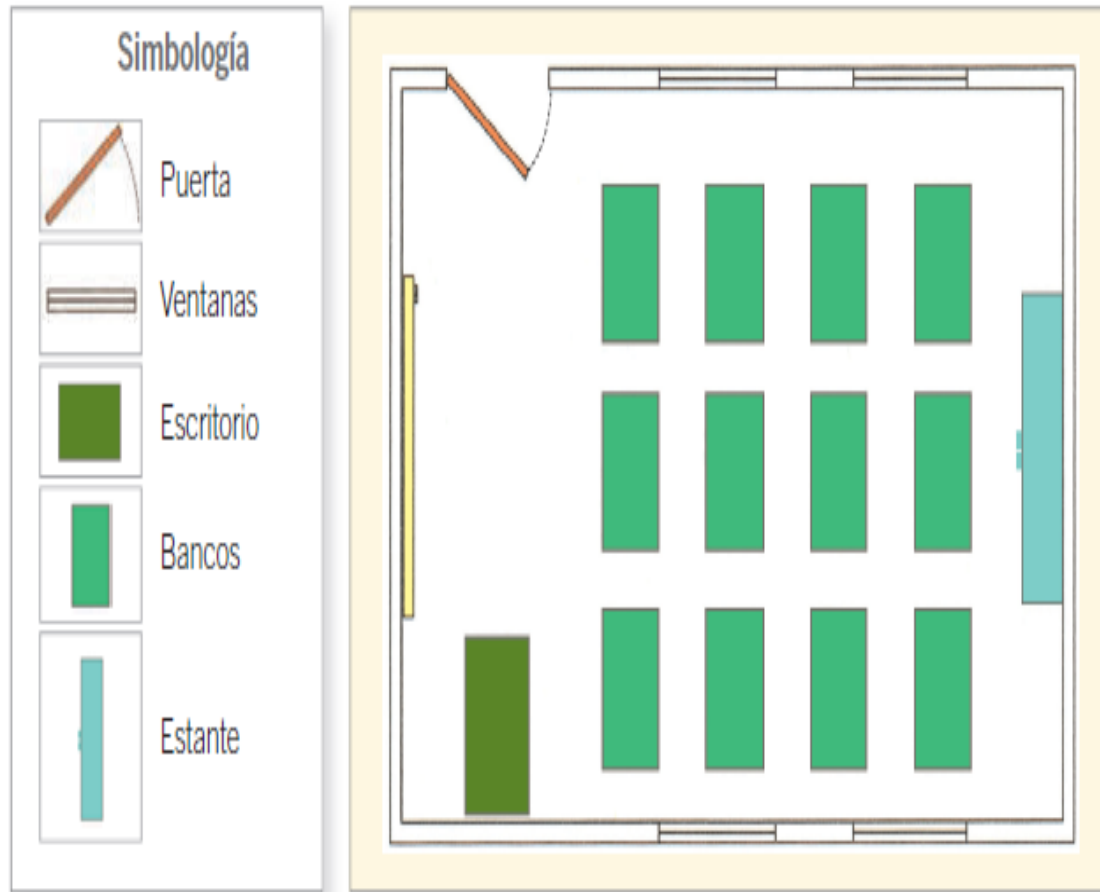 Simbología
Puerta
Ventanas
Escritorio
Bancos
Estante